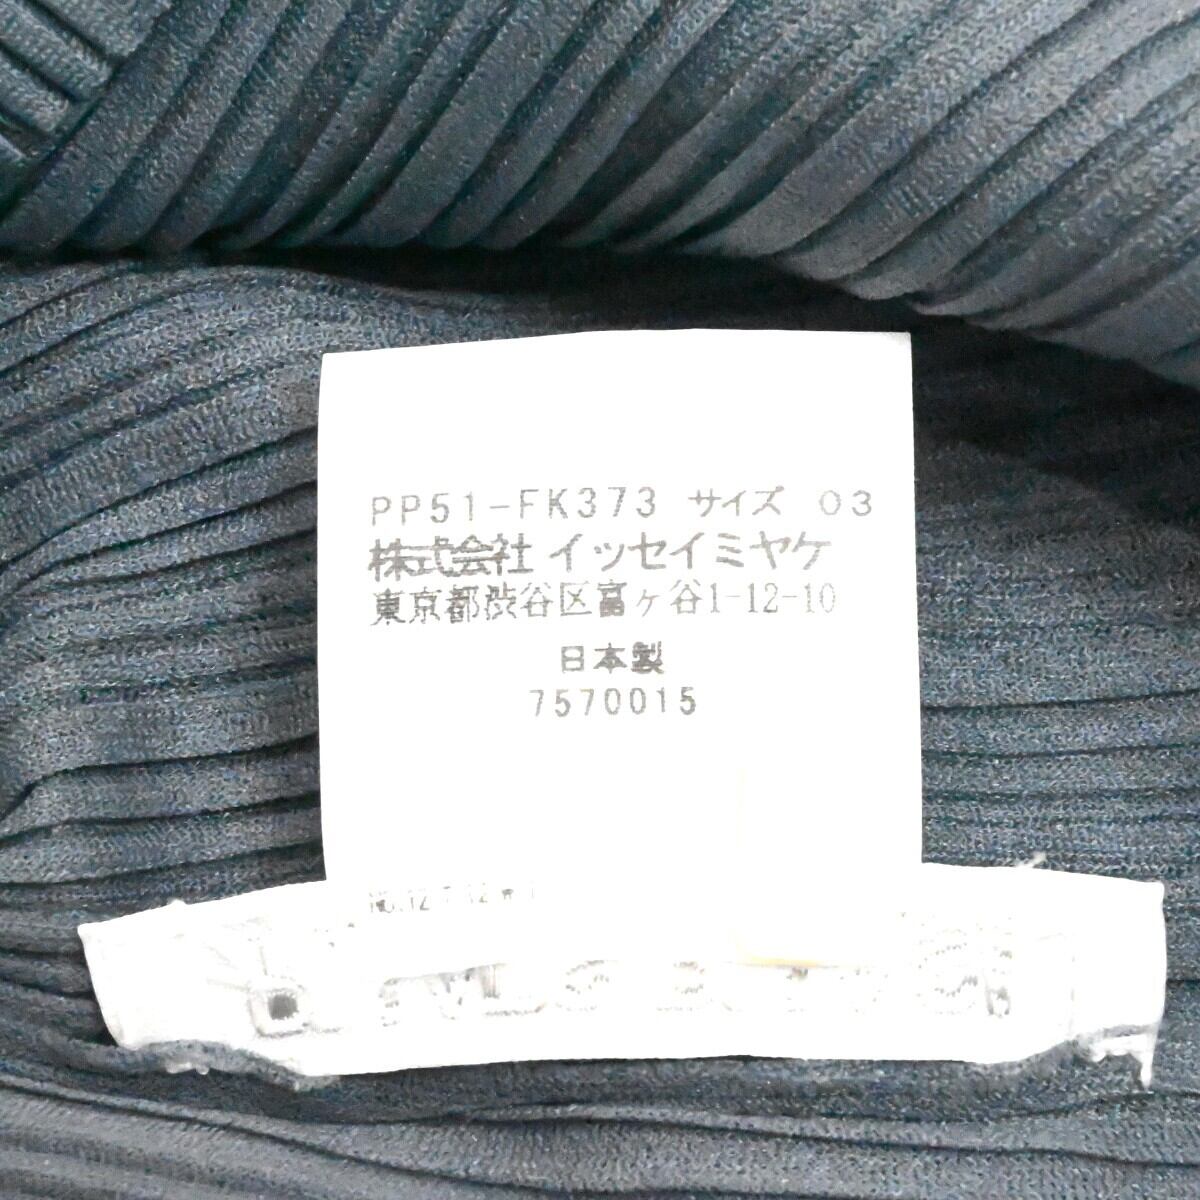 PP51-FK373 サイズ 03
株式会社 イッセイミヤケ
東京都渋谷区富ヶ谷1-12-10
日本製
7570015